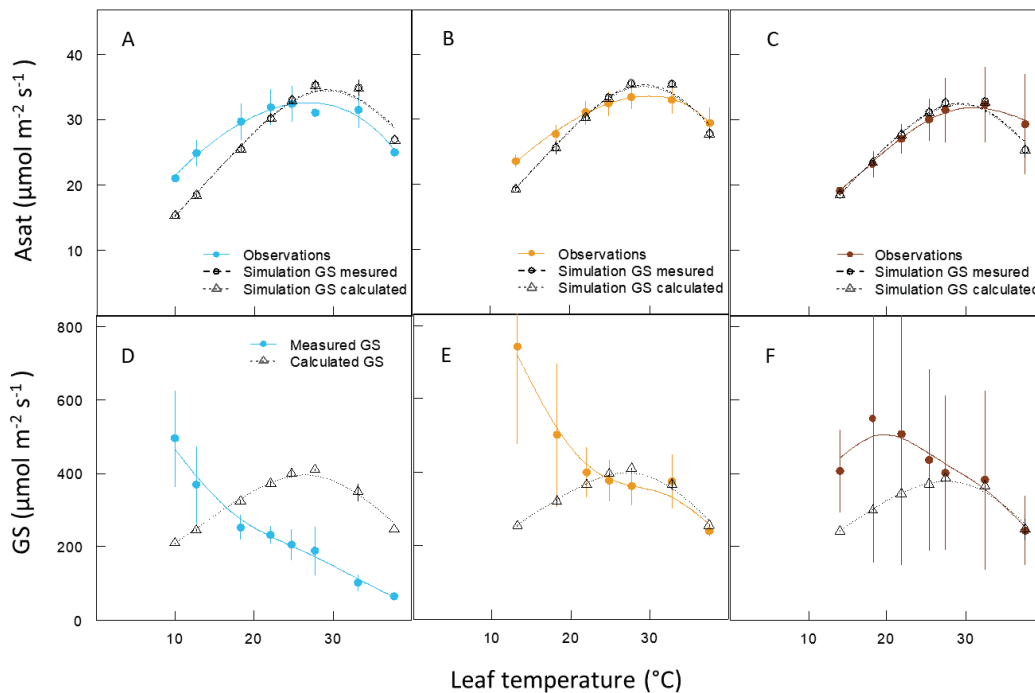 A
B
C
40
30
20
10
Asat (µmol m⁻² s⁻¹)
Observations
Simulation GS mesured
Simulation GS calculated
Observations
Simulation GS mesured
Simulation GS calculated
Observations
Simulation GS mesured
Simulation GS calculated
D
E
F
Measured GS
Calculated GS
800
600
400
200
0
GS (µmol m⁻² s⁻¹)
10 20 30
10 20 30
10 20 30
Leaf temperature (°C)